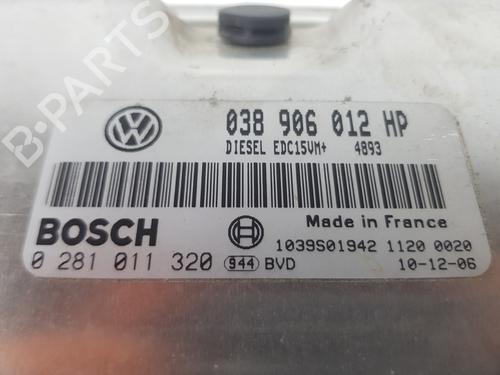 038 906 012 HP
DIESEL EDC15VM+ 4893
BOSCH
Made in France
1039S01942 1120 0020
0 281 011 320 944 BVD 10-12-06
B-PARTS